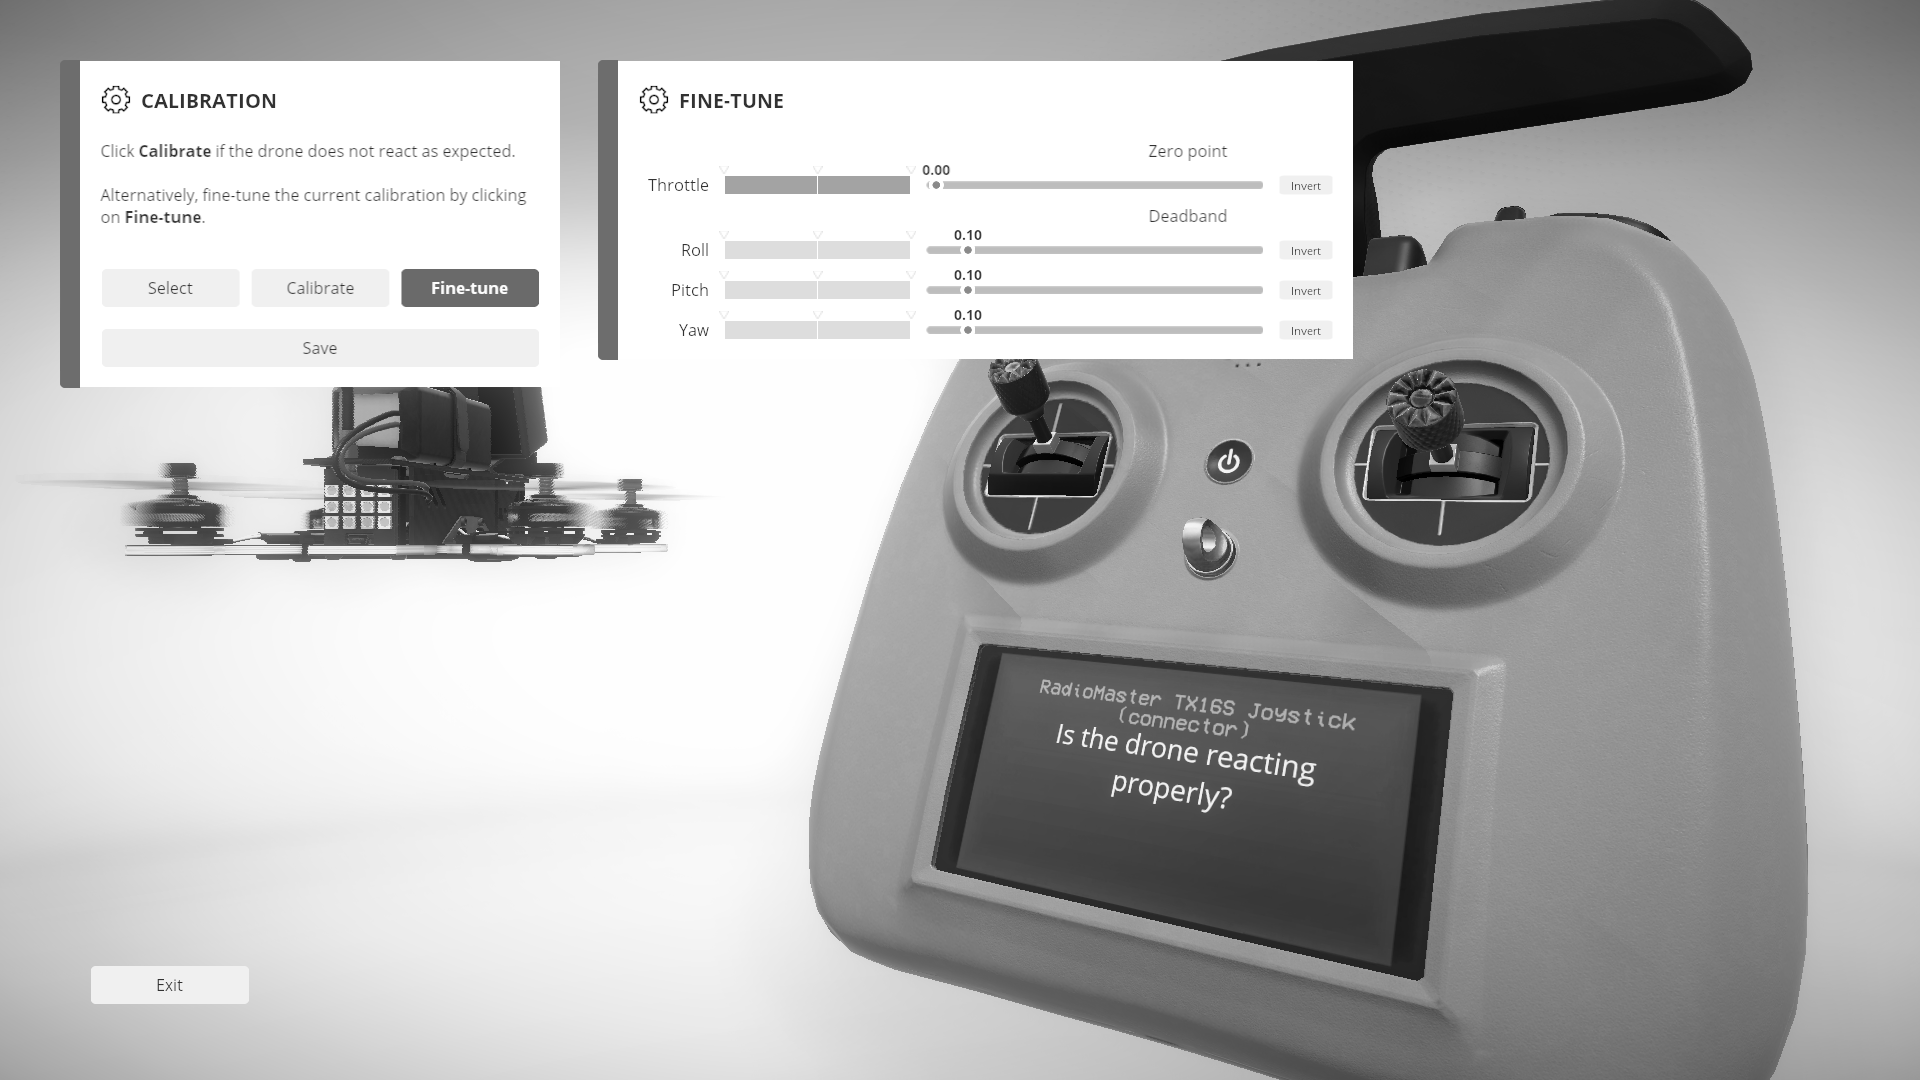 CALIBRATION
Click Calibrate if the drone does not react as expected.
Alternatively, fine-tune the current calibration by clicking
on Fine-tune.
Select
Calibrate
Fine-tune
Save
FINE-TUNE
Zero point
Throttle
0.00
Invert
Deadband
Roll
0.10
Invert
Pitch
0.10
Invert
Yaw
0.10
Invert
RadioMaster TX16S Joystick
(connector)
Is the drone reacting
properly?
Exit